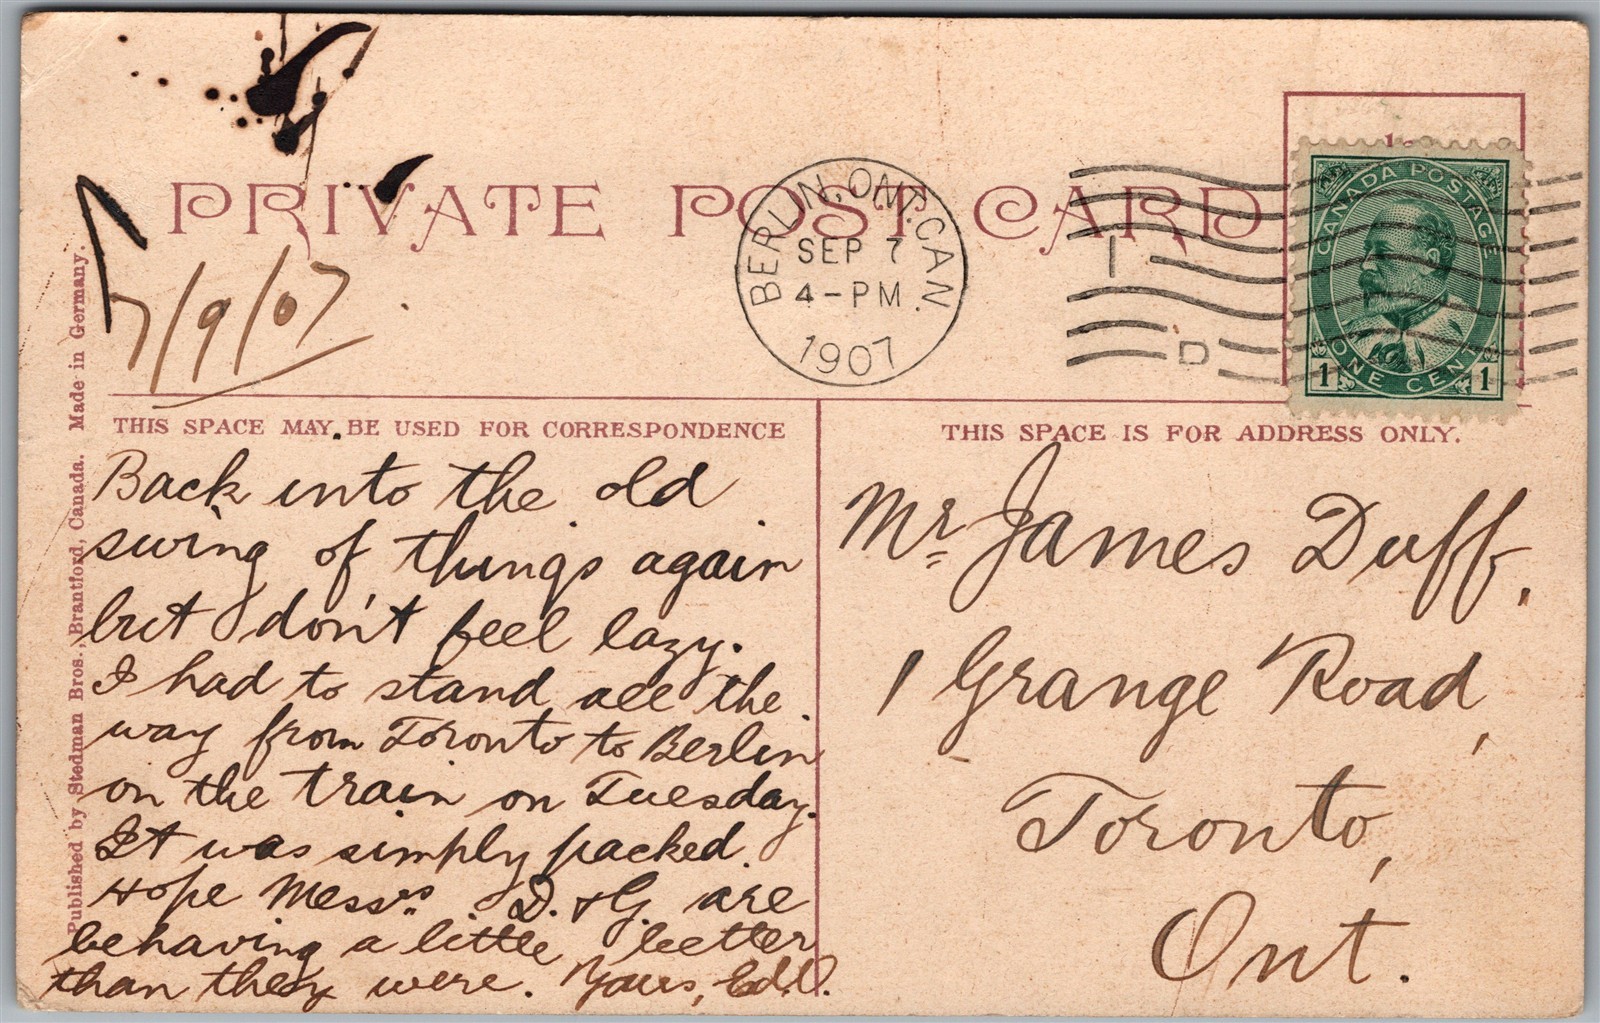 PRIVATE POST CARD
7/9/07
BERLIN, ONT. CAN.
SEP 7
4-PM
1907
I
D
CANADA POSTAGE
ONE CENT
1 1
Published by Stedman Bros., Brantford, Canada. Made in Germany.
THIS SPACE MAY BE USED FOR CORRESPONDENCE
Back into the old
swing of things again
but don't feel lazy.
I had to stand all the
way from Toronto to Berlin
on the train on Tuesday.
It was simply packed.
Hope Messrs. D. & G. are
behaving a little better
than they were. Yours,
THIS SPACE IS FOR ADDRESS ONLY.
Mr. James Duff,
1 Grange Road,
Toronto,
Ont.